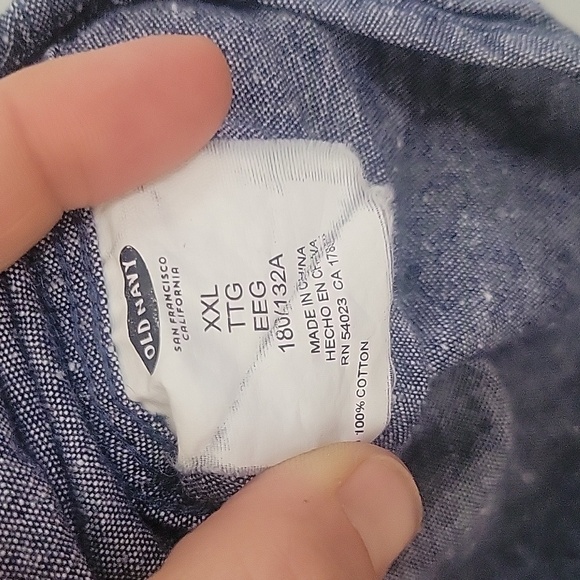 OLD NAVY
SAN FRANCISCO
CALIFORNIA
XXL
TTG
EEG
180/132A
MADE IN CHINA
HECHO EN CHINA
RN 54023 CA
100% COTTON